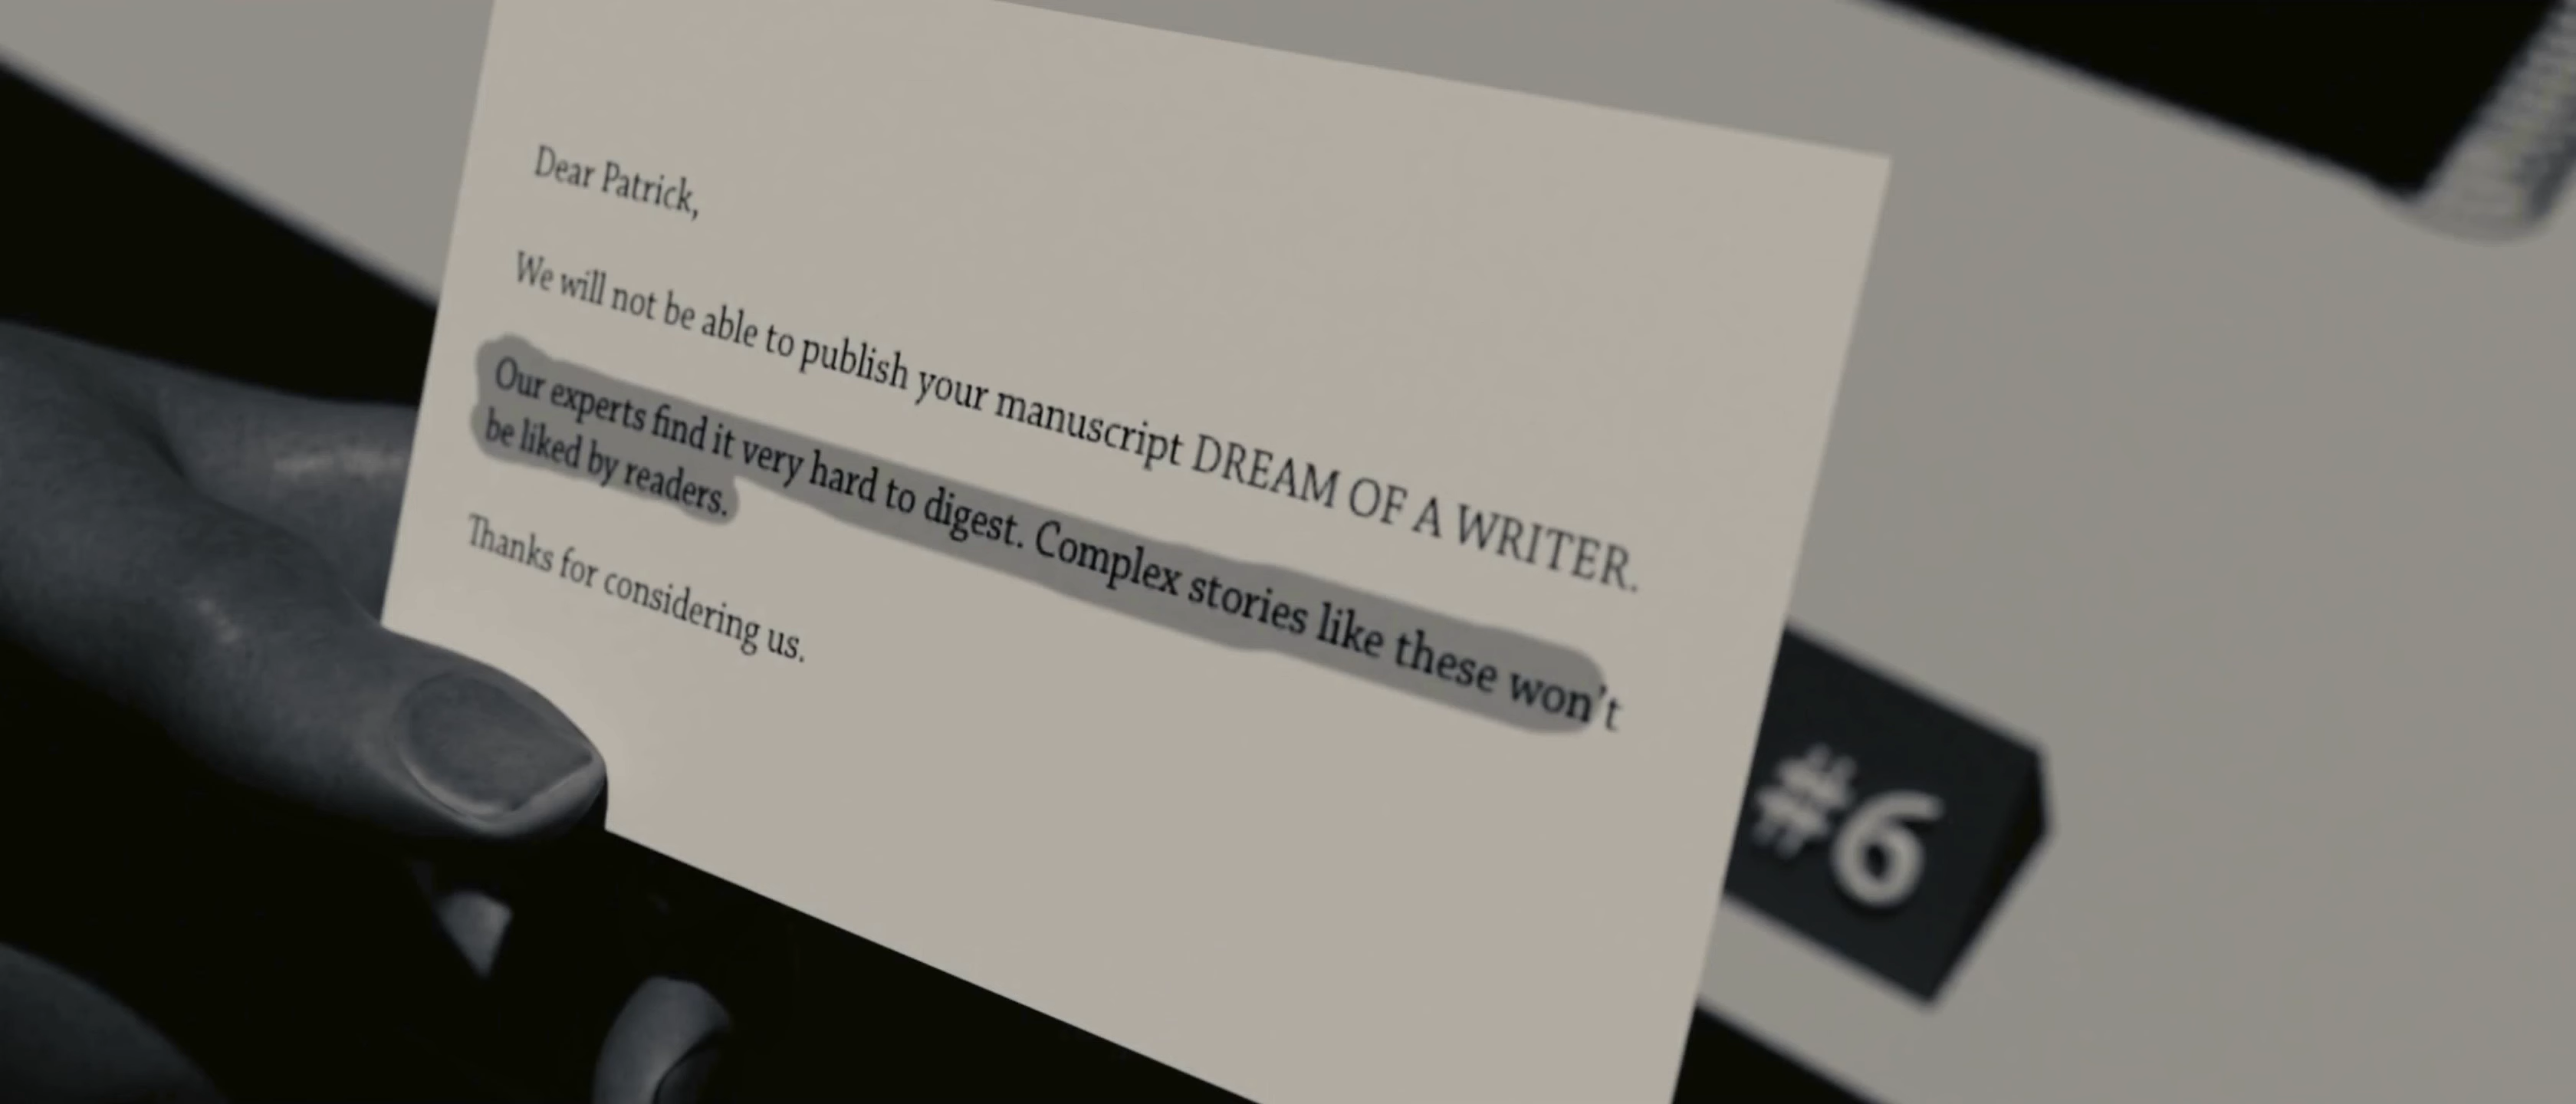 Dear Patrick,
We will not be able to publish your manuscript DREAM OF A WRITER.
Our experts find it very hard to digest. Complex stories like these won't
be liked by readers.
Thanks for considering us.
#6